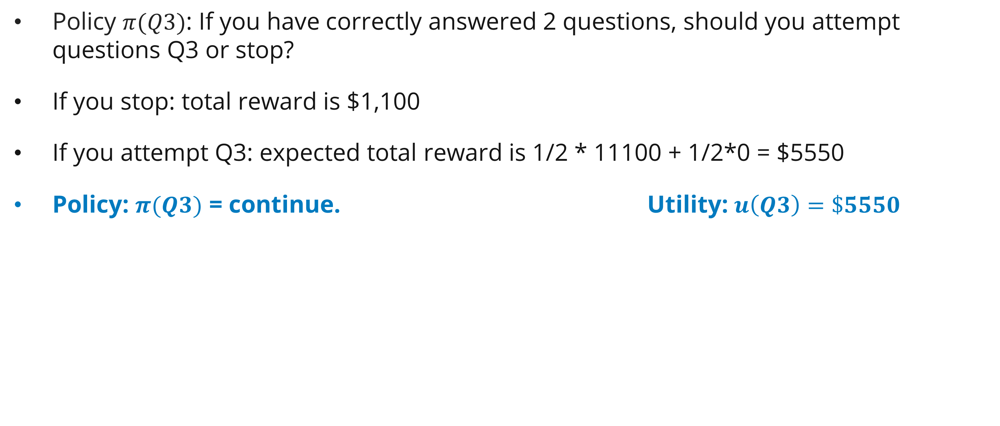 • Policy π(Q3): If you have correctly answered 2 questions, should you attempt
questions Q3 or stop?
• If you stop: total reward is $1,100
• If you attempt Q3: expected total reward is 1/2 * 11100 + 1/2*0 = $5550
• Policy: π(Q3) = continue. Utility: u(Q3) = $5550